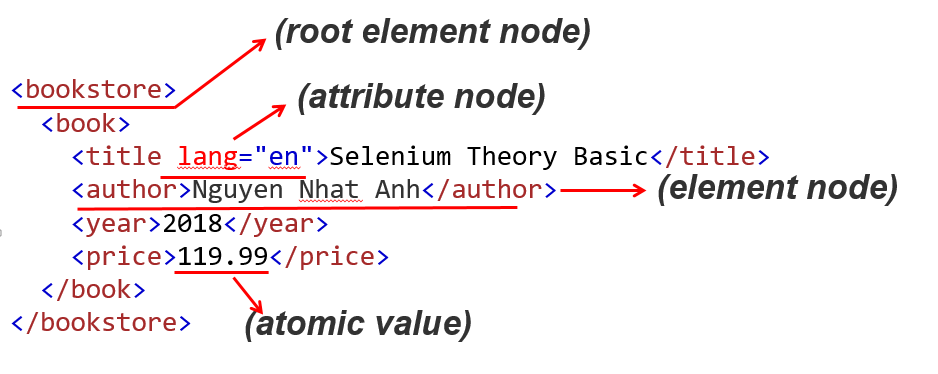 (root element node)
<bookstore>
(attribute node)
<book>
<title lang="en">Selenium Theory Basic</title>
<author>Nguyen Nhat Anh</author>
(element node)
<year>2018</year>
<price>119.99</price>
</book>
</bookstore>
(atomic value)